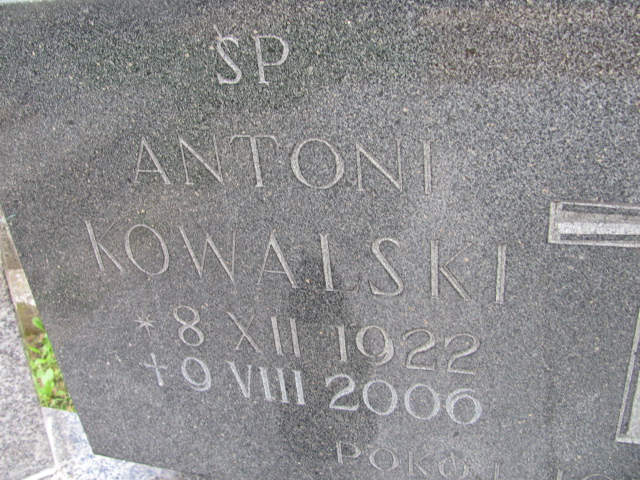 ŚP
ANTONI
KOWALSKI
* 8 XII 1922
† 9 VIII 2006